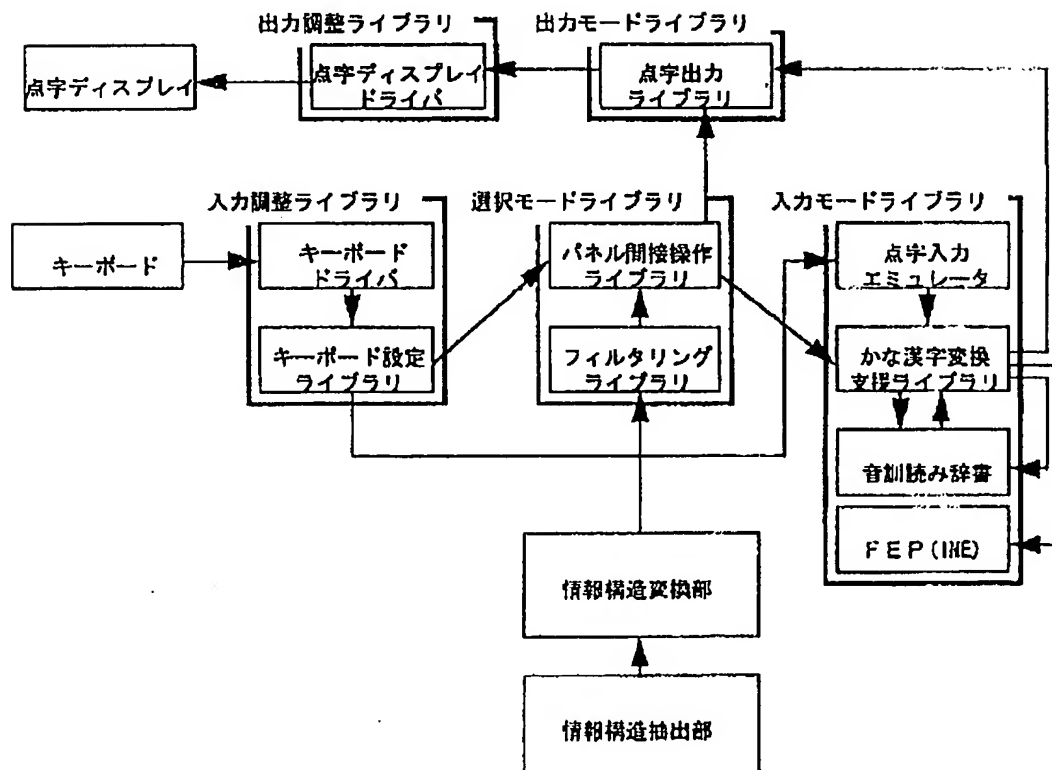 出力調整ライブラリ
出力モードライブラリ
点字ディスプレイ
点字ディスプレイ
ドライバ
点字出力
ライブラリ
入力調整ライブラリ
選択モードライブラリ
入力モードライブラリ
キーボード
キーボード
ドライバ
パネル間接操作
ライブラリ
点字入力
エミュレータ
キーボード設定
ライブラリ
フィルタリング
ライブラリ
かな漢字変換
支援ライブラリ
音訓読み辞書
FEP(IME)
情報構造変換部
情報構造抽出部